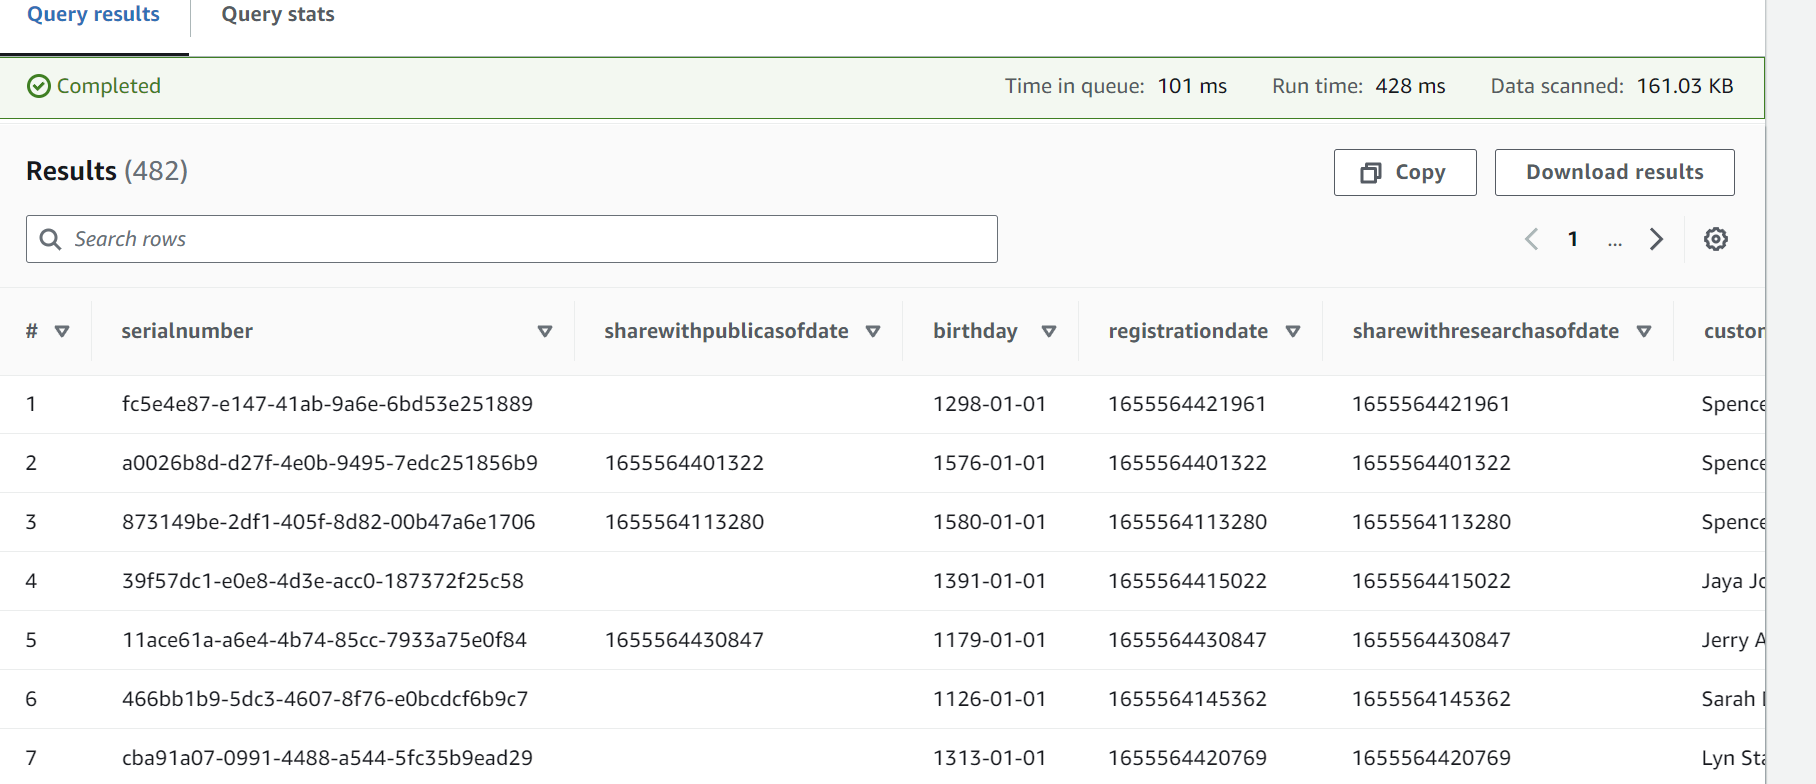 Query results Query stats
Completed Time in queue: 101 ms Run time: 428 ms Data scanned: 161.03 KB
Results (482) Copy Download results
Search rows 1 ...
# serialnumber sharewithpublicasofdate birthday registrationdate sharewithresearchasofdate custom
1 fc5e4e87-e147-41ab-9a6e-6bd53e251889 1298-01-01 1655564421961 1655564421961 Spence
2 a0026b8d-d27f-4e0b-9495-7edc251856b9 1655564401322 1576-01-01 1655564401322 1655564401322 Spence
3 873149be-2df1-405f-8d82-00b47a6e1706 1655564113280 1580-01-01 1655564113280 1655564113280 Spence
4 39f57dc1-e0e8-4d3e-acc0-187372f25c58 1391-01-01 1655564415022 1655564415022 Jaya Jo
5 11ace61a-a6e4-4b74-85cc-7933a75e0f84 1655564430847 1179-01-01 1655564430847 1655564430847 Jerry A
6 466bb1b9-5dc3-4607-8f76-e0bcdcf6b9c7 1126-01-01 1655564145362 1655564145362 Sarah
7 cba91a07-0991-4488-a544-5fc35b9ead29 1313-01-01 1655564420769 1655564420769 Lyn Sta